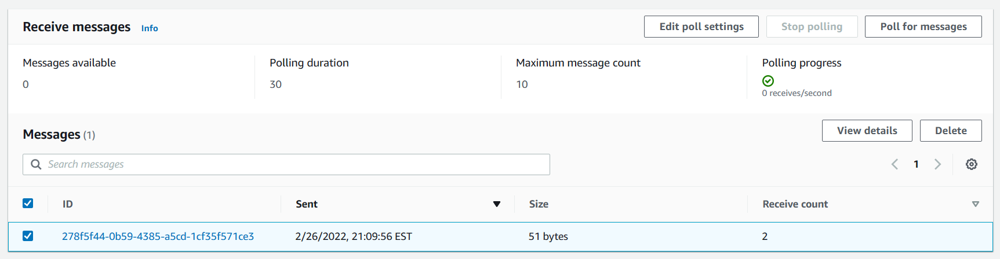 Receive messages Info
Edit poll settings Stop polling Poll for messages
Messages available Polling duration Maximum message count Polling progress
0 30 10
0 receives/second
Messages (1)
View details Delete
Search messages
1
ID Sent Size Receive count
278f5f44-0b59-4385-a5cd-1cf35f571ce3 2/26/2022, 21:09:56 EST 51 bytes 2